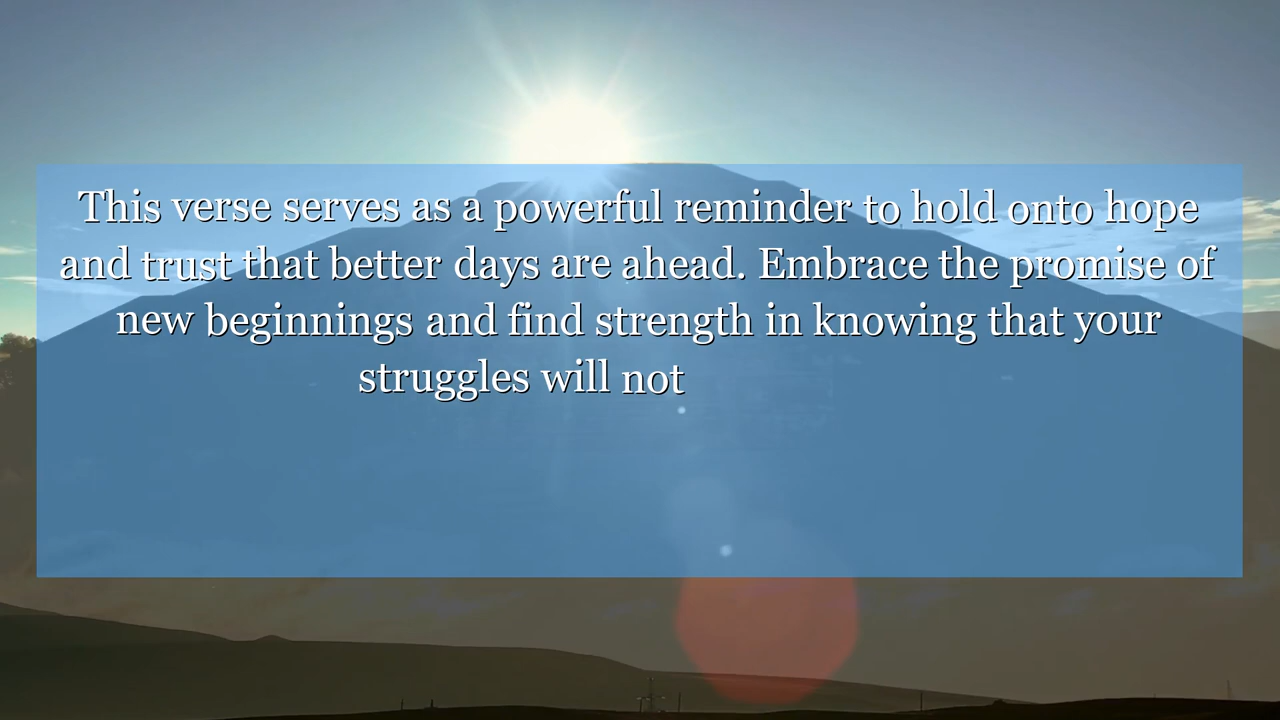 This verse serves as a powerful reminder to hold onto hope
and trust that better days are ahead. Embrace the promise of
new beginnings and find strength in knowing that your
struggles will not